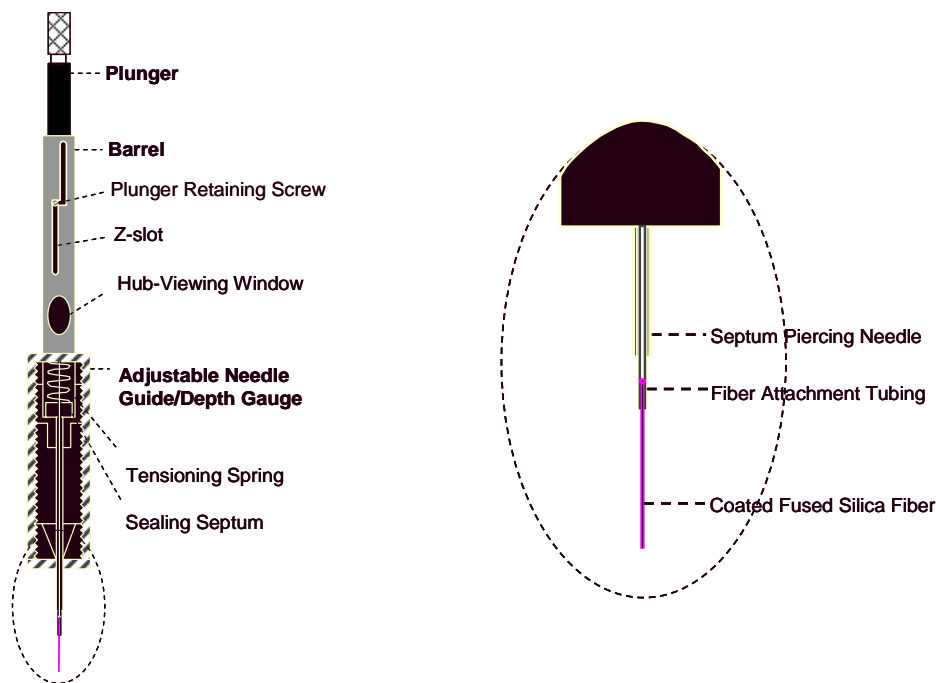 Plunger
Barrel
Plunger Retaining Screw
Z-slot
Hub-Viewing Window
Adjustable Needle
Guide/Depth Gauge
Tensioning Spring
Sealing Septum
Septum Piercing Needle
Fiber Attachment Tubing
Coated Fused Silica Fiber